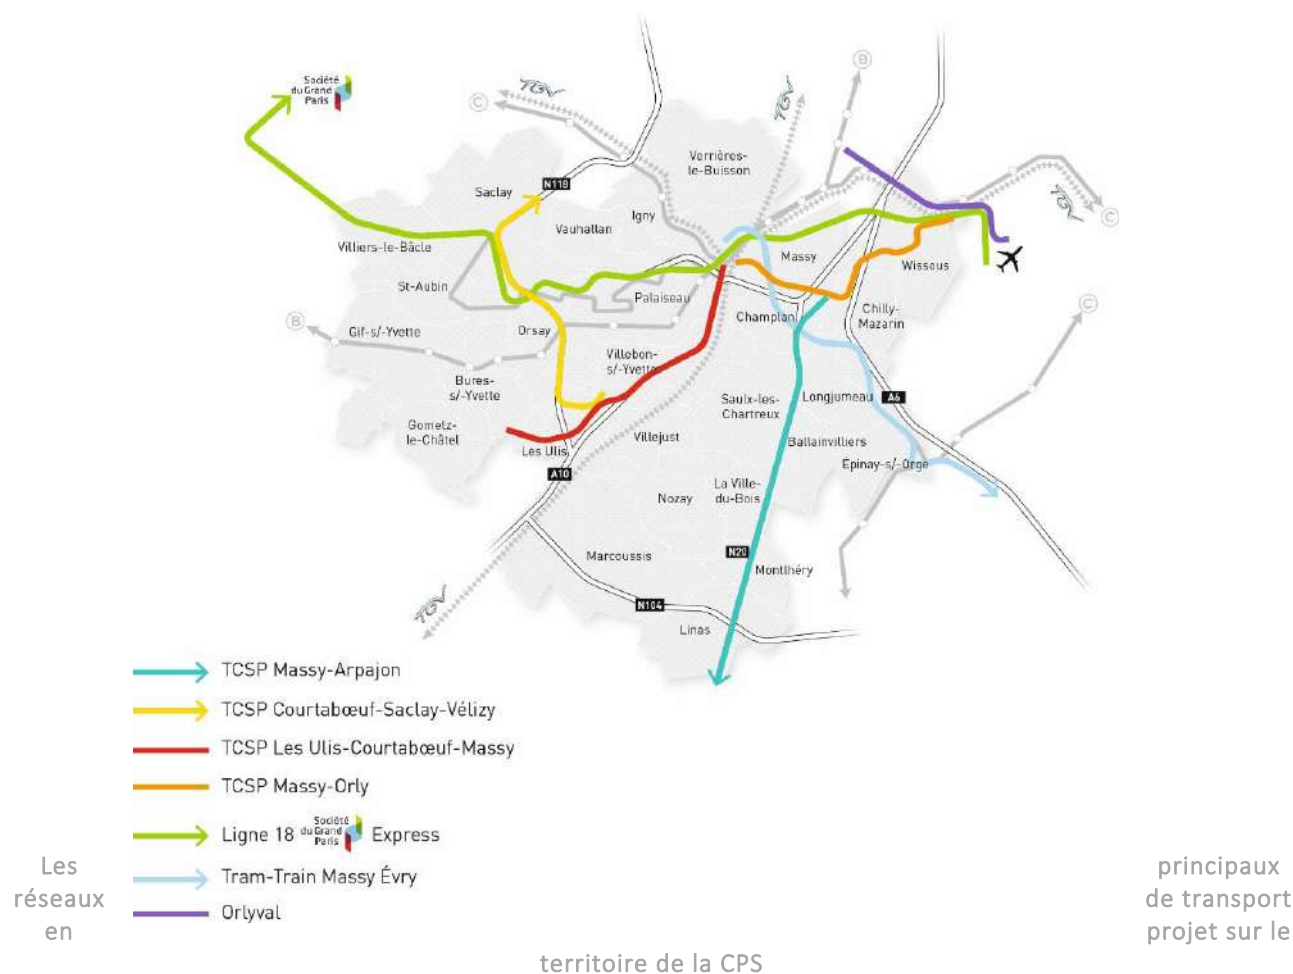 Société
du Grand
Paris
TGV
C
B
TGV
Verrières-
le-Buisson
N118
Saclay
Igny
Vauhallan
TGV
C
Villiers-le-Bâcle
Massy
Wissous
St-Aubin
Palaiseau
C
Champlan
Chilly-
Mazarin
B
Gif-s/-Yvette
Orsay
Villebon-
s/-Yvette
Bures-
s/-Yvette
Saulx-les-
Chartreux
Longjumeau
A6
Gometz-
le-Châtel
Villejust
Ballainvilliers
Les Ulis
Épinay-s/-Orge
A10
La Ville-
du-Bois
Nozay
N20
Marcoussis
Montlhéry
TGV
N104
Linas
TCSP Massy-Arpajon
TCSP Courtabœuf-Saclay-Vélizy
TCSP Les Ulis-Courtabœuf-Massy
TCSP Massy-Orly
Ligne 18 Société du Grand Paris Express
Tram-Train Massy Évry
Orlyval
Les principaux
réseaux de transport
en projet sur le
territoire de la CPS